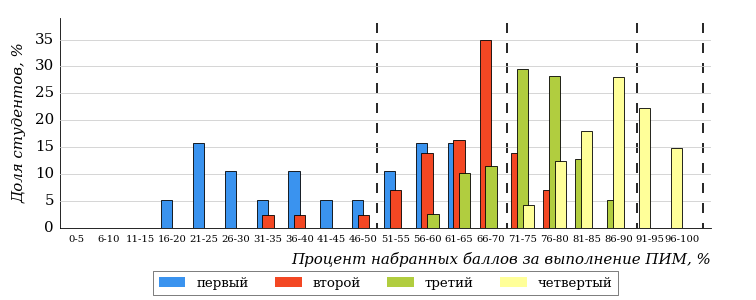 Доля студентов, %
35
30
25
20
15
10
5
0
0-5 6-10 11-15 16-20 21-25 26-30 31-35 36-40 41-45 46-50 51-55 56-60 61-65 66-70 71-75 76-80 81-85 86-90 91-95 96-100
Процент набранных баллов за выполнение ПИМ, %
первый второй третий четвертый